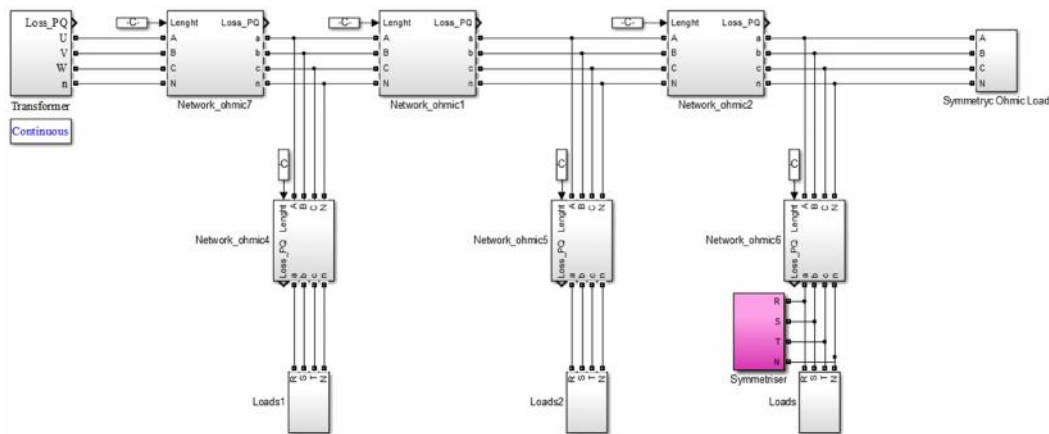 Loss_PQ
U
V
W
n
Transformer
Continuous
-C-
Lenght Loss_PQ
A a
B b
C c
N n
Network_ohmic7
-C-
Lenght Loss_PQ
A a
B b
C c
N n
Network_ohmic1
-C-
Lenght Loss_PQ
A a
B b
C c
N n
Network_ohmic2
A
B
C
N
Symmetryc Ohmic Load
-C
Lenght A B C N
Network_ohmic4
Loss_PQ a b c n
-C
Lenght A B C N
Network_ohmic5
Loss_PQ a b c n
-C
Lenght A B C N
Network_ohmic6
Loss_PQ a b c n
R
S
T
N
Symmetriser
R S T N
Loads1
R S T N
Loads2
R S T N
Loads